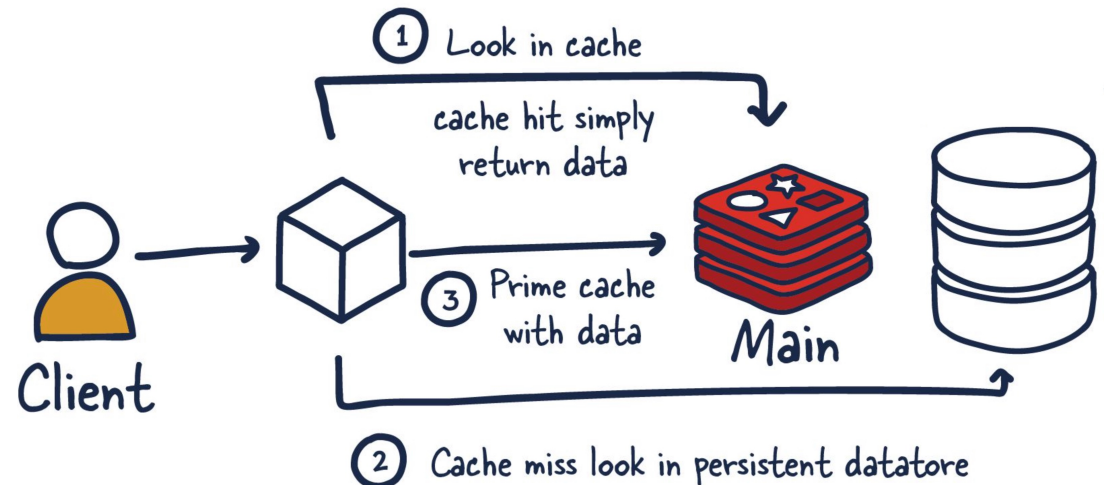 1 Look in cache
cache hit simply
return data
3 Prime cache
with data
Main
Client
2 Cache miss look in persistent datatore